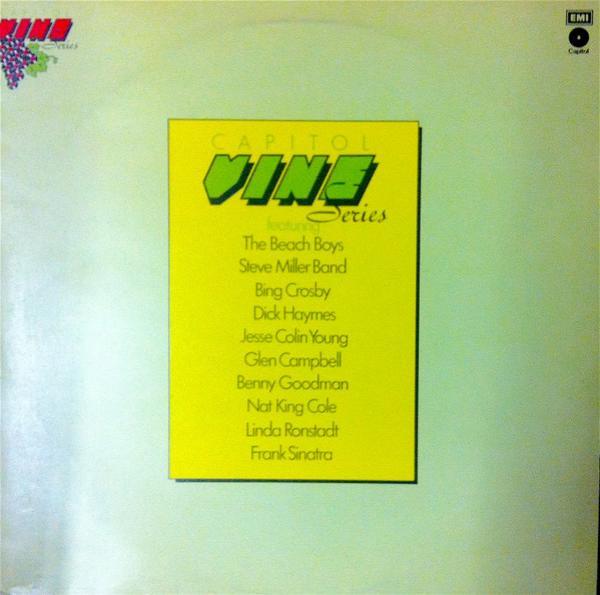 CAPITOL
VINE
Series
EMI
Capitol
CAPITOL
VINE
Series
featuring
The Beach Boys
Steve Miller Band
Bing Crosby
Dick Haymes
Jesse Colin Young
Glen Campbell
Benny Goodman
Nat King Cole
Linda Ronstadt
Frank Sinatra